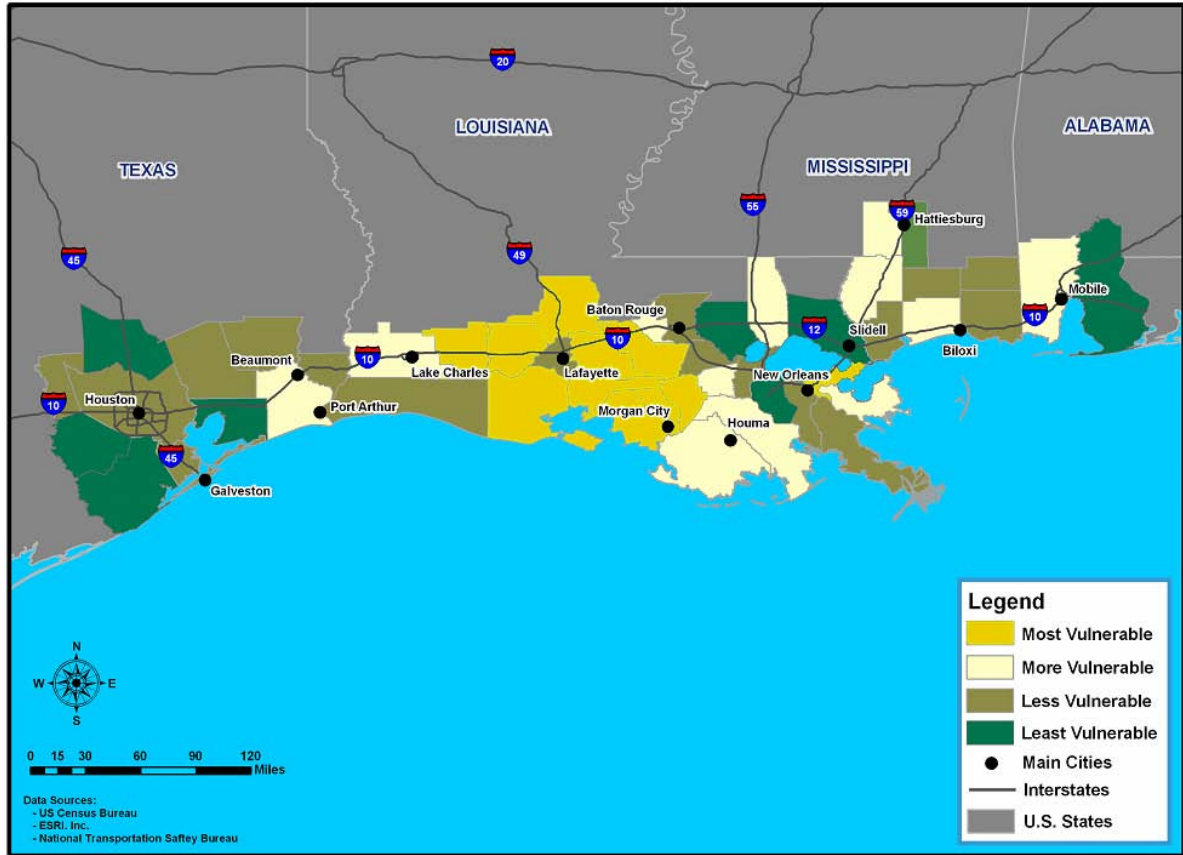 20
LOUISIANA
ALABAMA
TEXAS
MISSISSIPPI
55
59
Hattiesburg
45
49
Mobile
Baton Rouge
10
12
10
Slidell
10
Beaumont
10
Lake Charles
Lafayette
New Orleans
Biloxi
10
Houston
Port Arthur
Morgan City
Houma
45
Galveston
Legend
Most Vulnerable
More Vulnerable
Less Vulnerable
Least Vulnerable
Main Cities
Interstates
U.S. States
N
W E
S
0 15 30 60 90 120
Miles
Data Sources:
- US Census Bureau
- ESRI. Inc.
- National Transportation Saftey Bureau